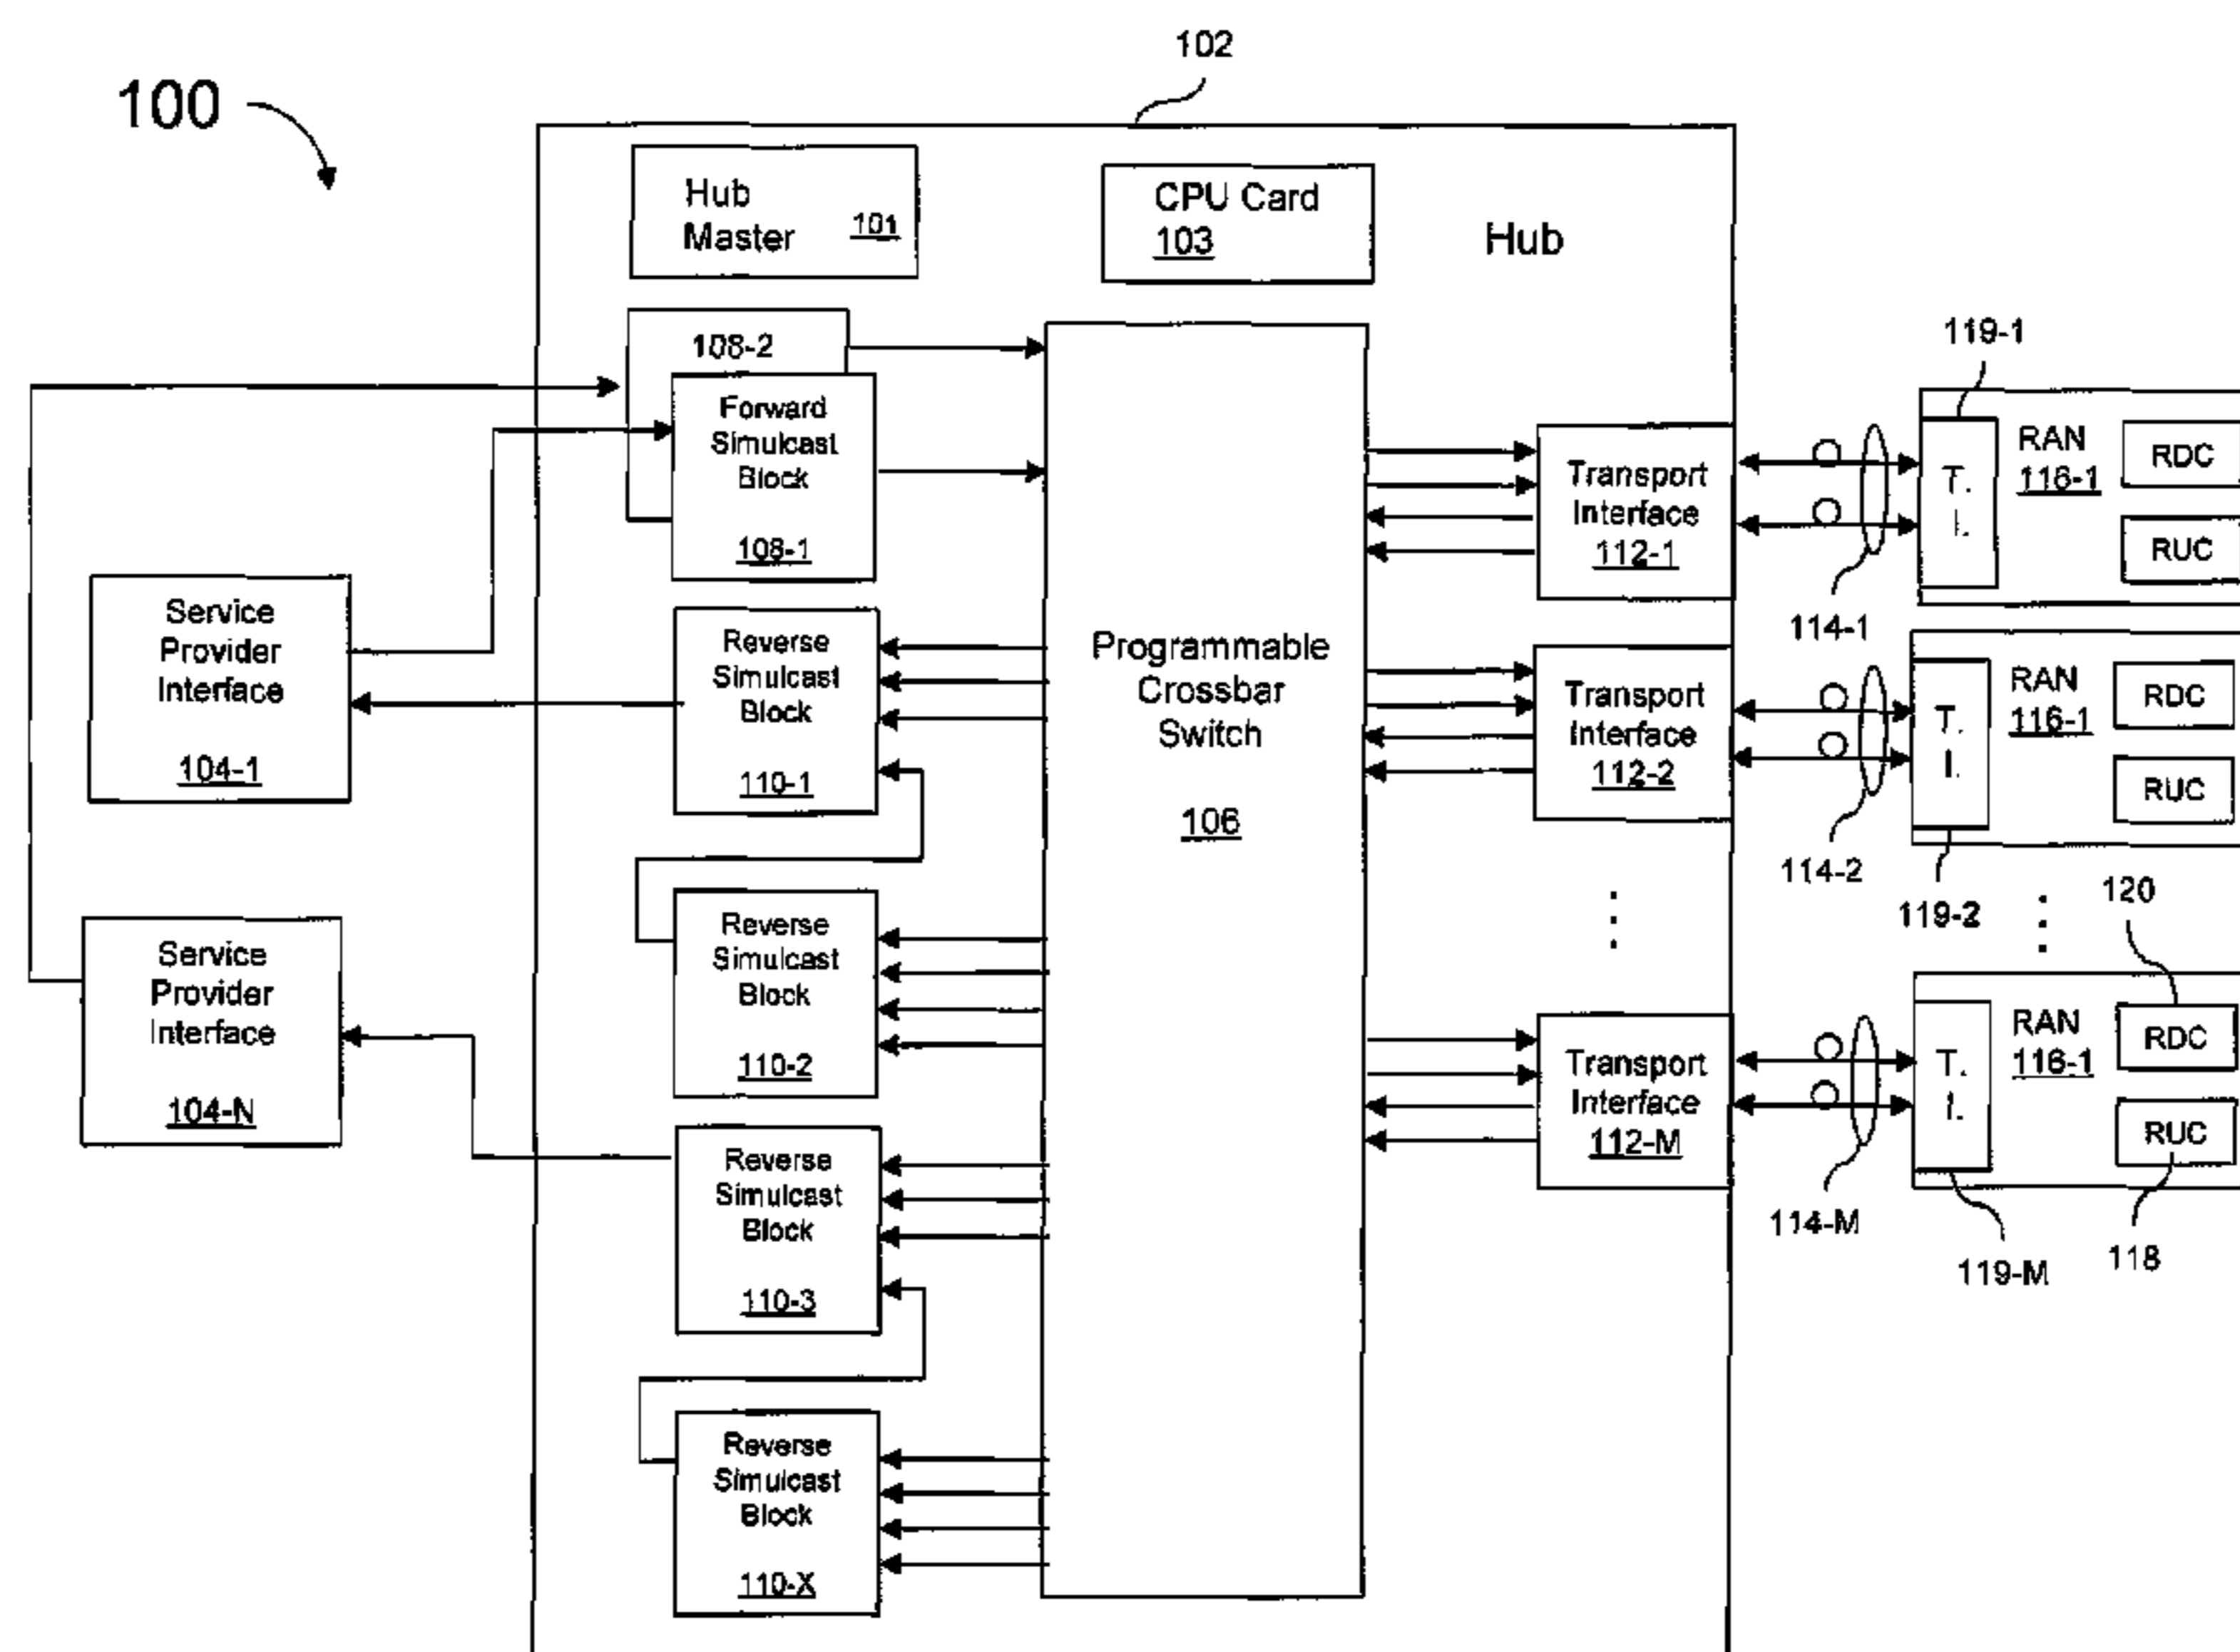 100
102
Hub
Master 101
CPU Card
103
Hub
108-2
Forward
Simulcast
Block
108-1
Service
Provider
Interface
104-1
Reverse
Simulcast
Block
110-1
Service
Provider
Interface
104-N
Reverse
Simulcast
Block
110-2
Reverse
Simulcast
Block
110-3
Reverse
Simulcast
Block
110-X
Programmable
Crossbar
Switch
106
Transport
Interface
112-1
Transport
Interface
112-2
Transport
Interface
112-M
114-1
114-2
114-M
119-1
T.
I.
RAN
116-1
RDC
RUC
T.
I.
RAN
116-1
RDC
RUC
119-2
120
T.
I.
RAN
116-1
RDC
RUC
119-M
118